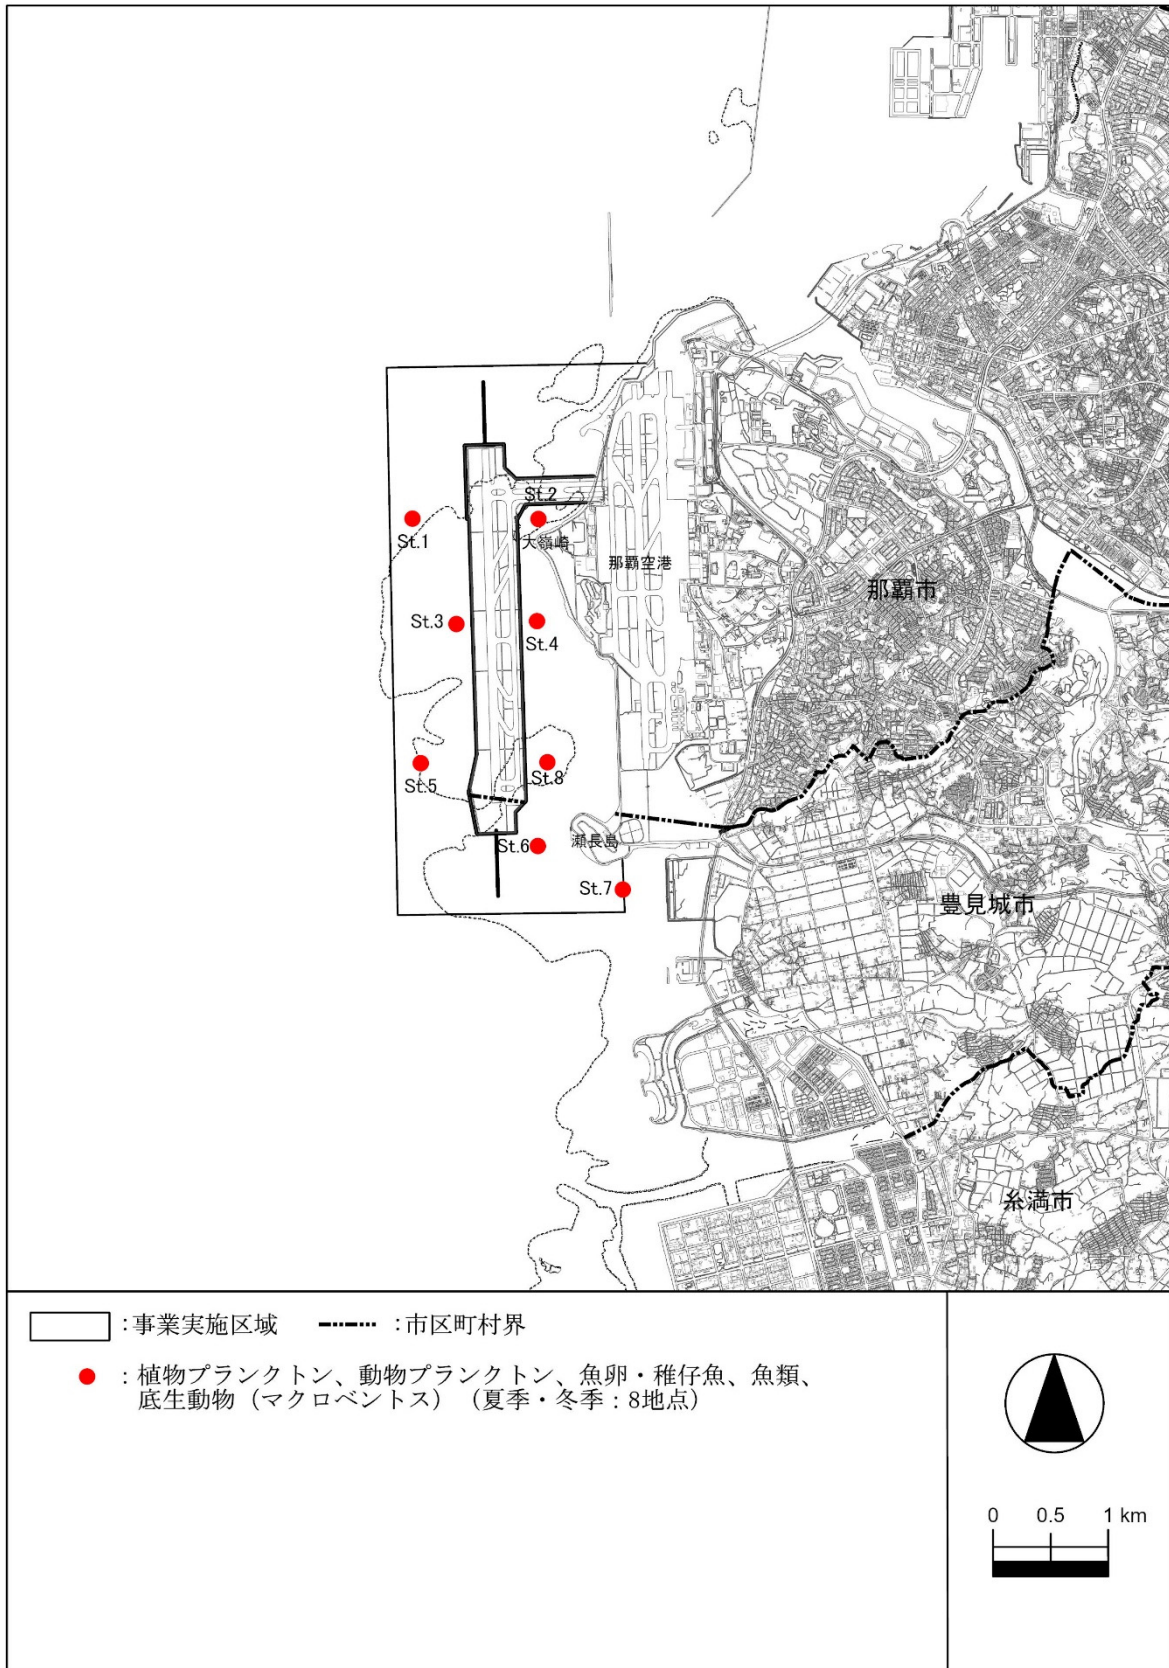 St.2
St.1
大嶺崎
那覇空港
那覇市
St.3
St.4
St.5
St.8
St.6
瀬長島
St.7
豊見城市
糸満市
：事業実施区域
：市区町村界
：植物プランクトン、動物プランクトン、魚卵・稚仔魚、魚類、
底生動物（マクロベントス）（夏季・冬季：8地点）
0 0.5 1 km